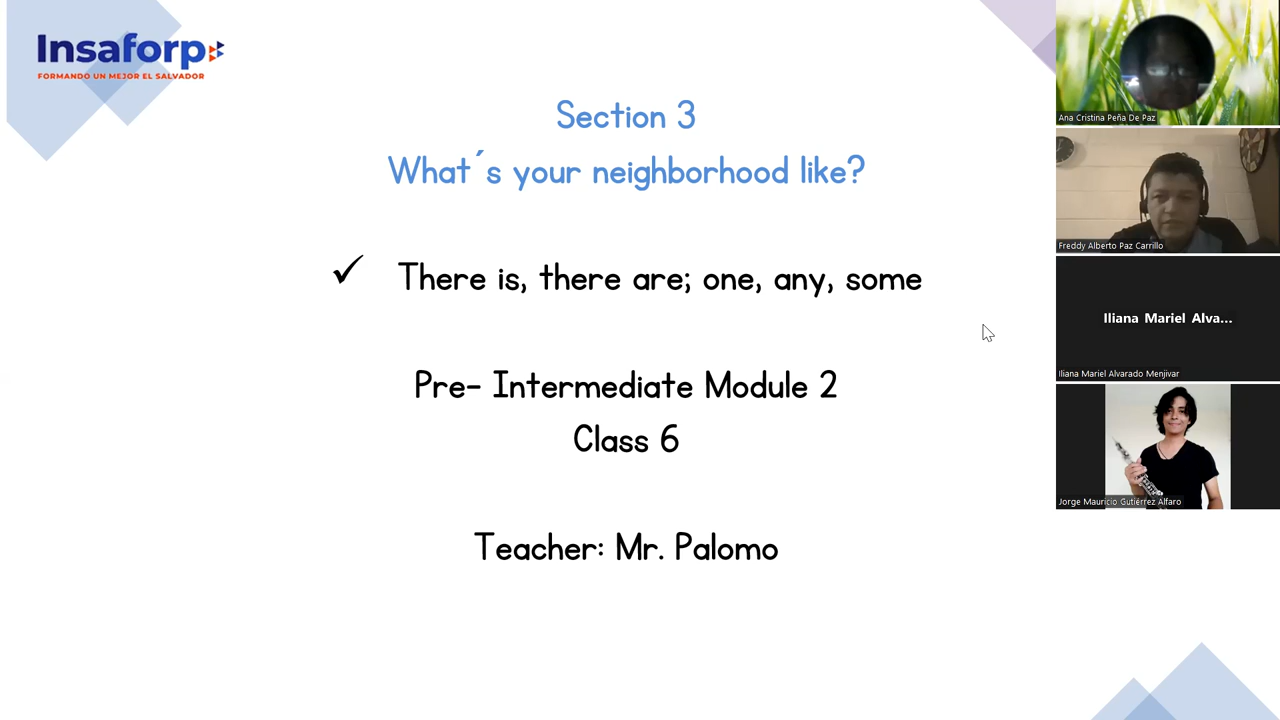 Insaforp
FORMANDO UN MEJOR EL SALVADOR
Section 3
What´s your neighborhood like?
✓ There is, there are; one, any, some
Pre- Intermediate Module 2
Class 6
Teacher: Mr. Palomo
Ana Cristina Peña De Paz
Freddy Alberto Paz Carrillo
Iliana Mariel Alva...
Iliana Mariel Alvarado Menjivar
Jorge Mauricio Gutiérrez Alfaro